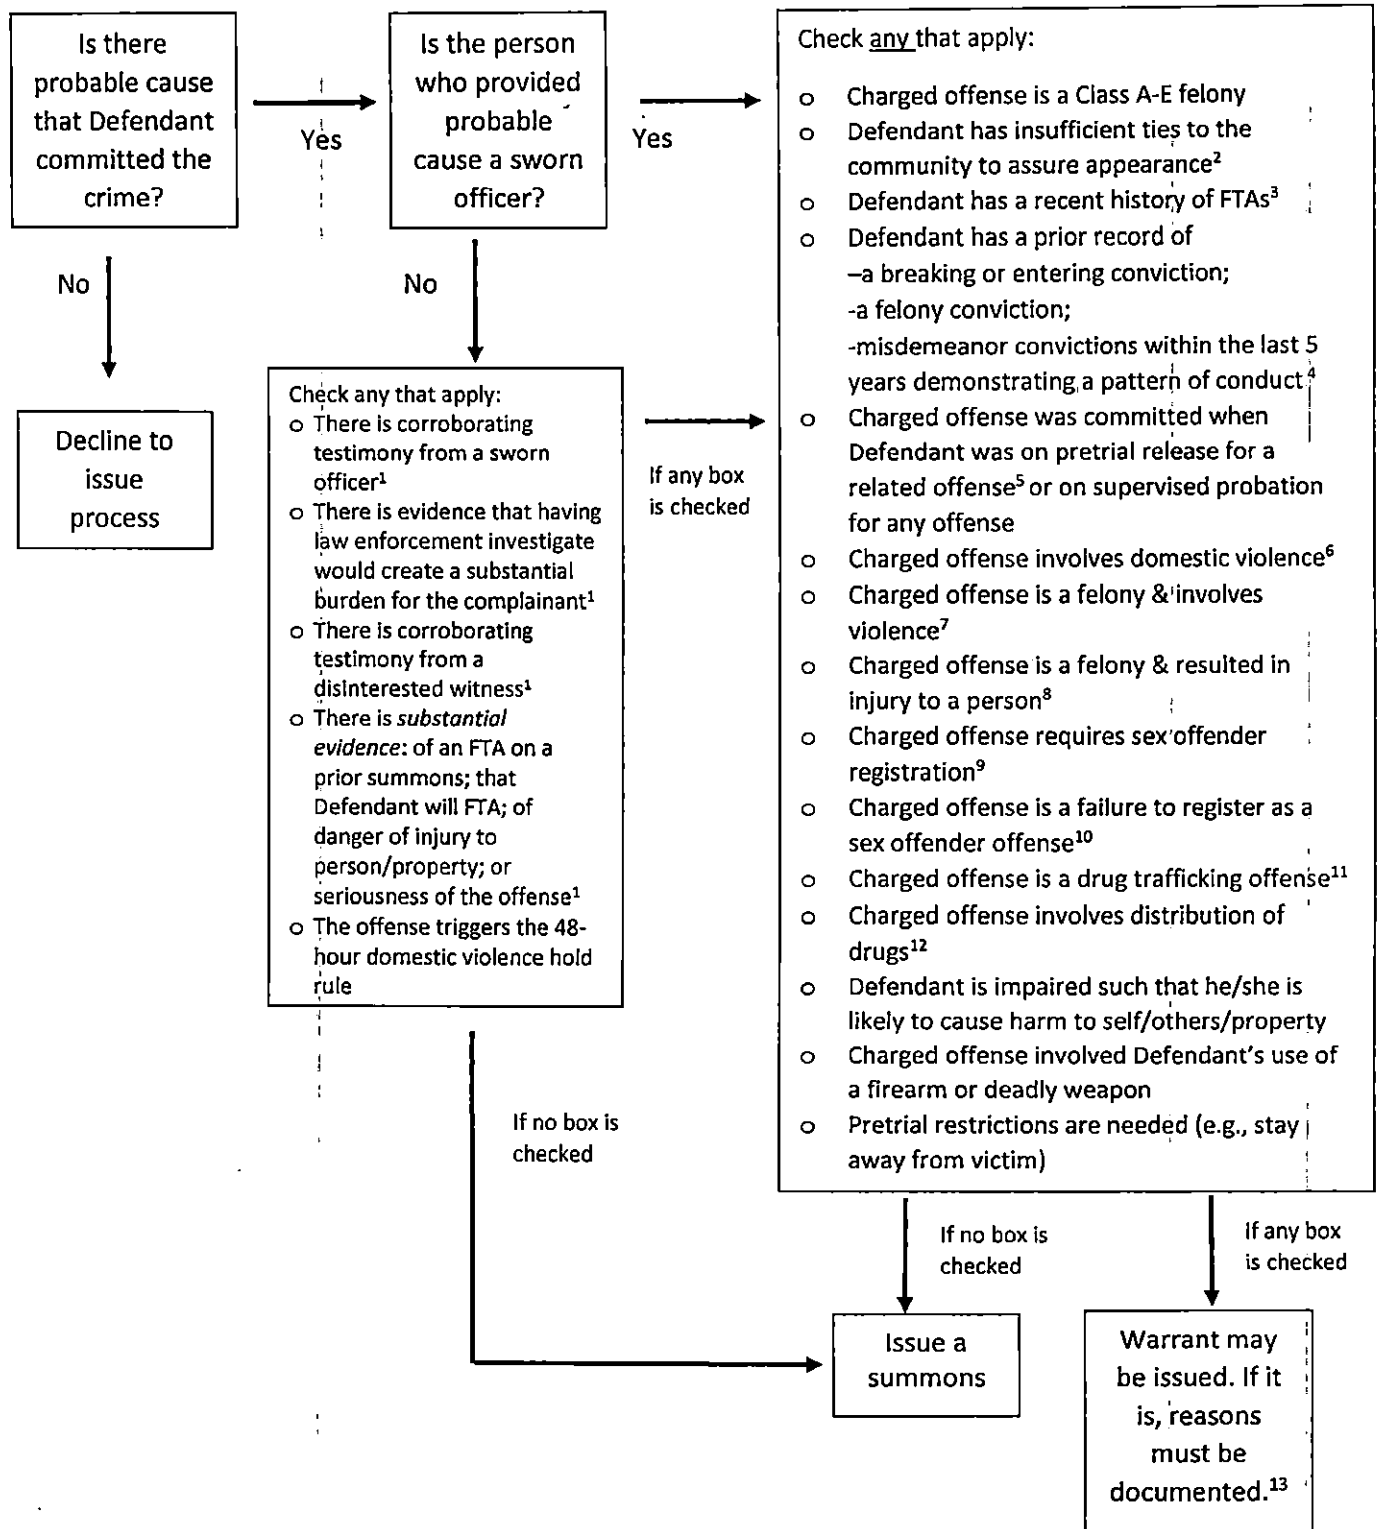 Is there
probable cause
that Defendant
committed the
crime?
Yes
Is the person
who provided
probable
cause a sworn
officer?
Yes
No
No
Decline to
issue
process
Check any that apply:
o There is corroborating
testimony from a sworn
officer¹
o There is evidence that having
law enforcement investigate
would create a substantial
burden for the complainant¹
o There is corroborating
testimony from a
disinterested witness¹
o There is substantial
evidence: of an FTA on a
prior summons; that
Defendant will FTA; of
danger of injury to
person/property; or
seriousness of the offense¹
o The offense triggers the 48-
hour domestic violence hold
rule
If any box
is checked
If no box is
checked
Check any that apply:
o Charged offense is a Class A-E felony
o Defendant has insufficient ties to the
community to assure appearance²
o Defendant has a recent history of FTAs³
o Defendant has a prior record of
–a breaking or entering conviction;
-a felony conviction;
-misdemeanor convictions within the last 5
years demonstrating a pattern of conduct⁴
o Charged offense was committed when
Defendant was on pretrial release for a
related offense⁵ or on supervised probation
for any offense
o Charged offense involves domestic violence⁶
o Charged offense is a felony & involves
violence⁷
o Charged offense is a felony & resulted in
injury to a person⁸
o Charged offense requires sex offender
registration⁹
o Charged offense is a failure to register as a
sex offender offense¹⁰
o Charged offense is a drug trafficking offense¹¹
o Charged offense involves distribution of
drugs¹²
o Defendant is impaired such that he/she is
likely to cause harm to self/others/property
o Charged offense involved Defendant's use of
a firearm or deadly weapon
o Pretrial restrictions are needed (e.g., stay
away from victim)
If no box is
checked
If any box
is checked
Issue a
summons
Warrant may
be issued. If it
is, reasons
must be
documented.¹³